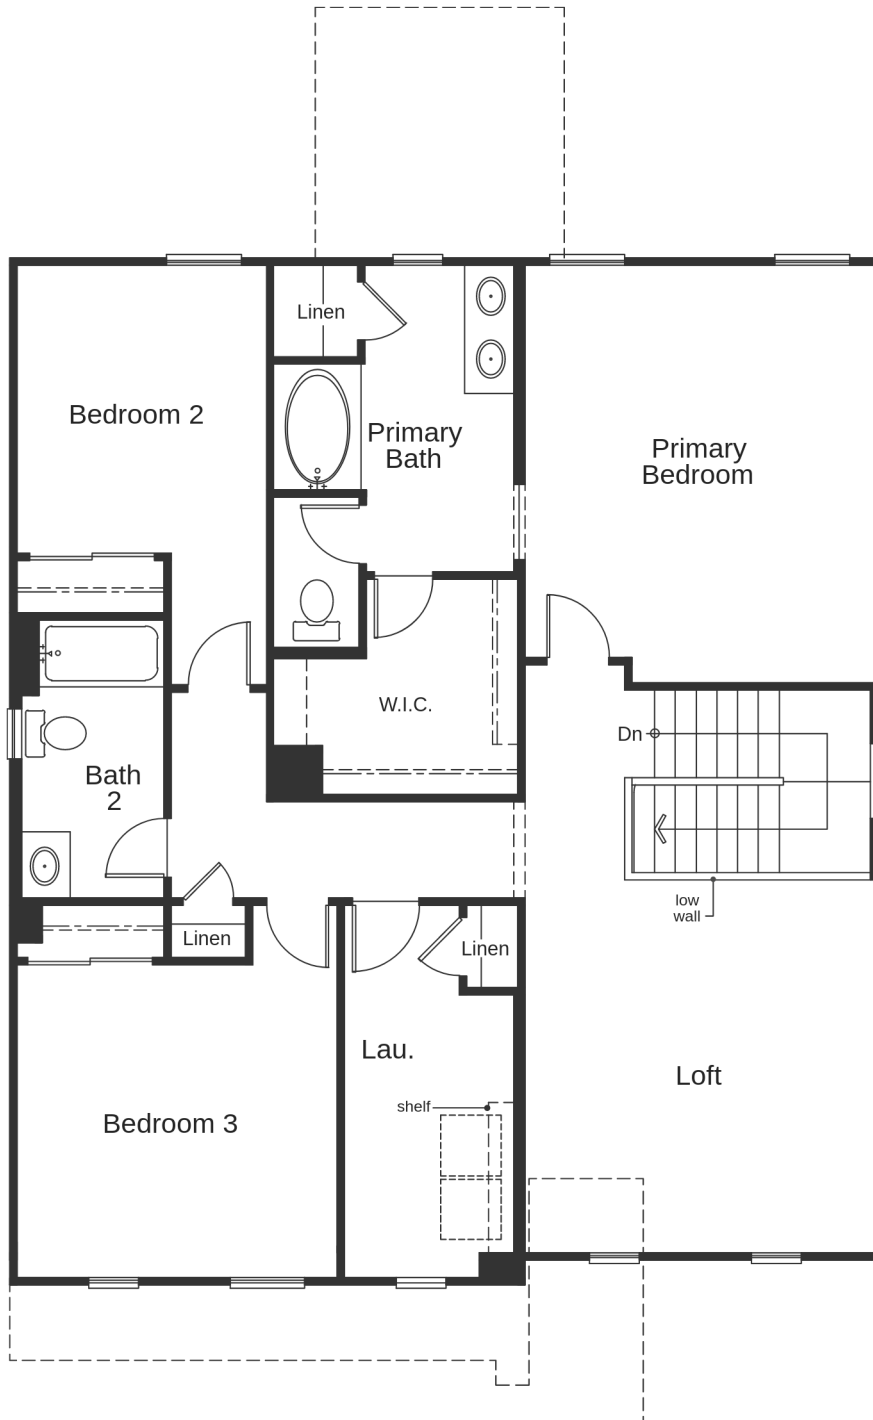 Linen
Bedroom 2
Primary
Bath
Primary
Bedroom
W.I.C.
Dn
Bath
2
low
wall
Linen
Linen
Lau.
Loft
shelf
Bedroom 3